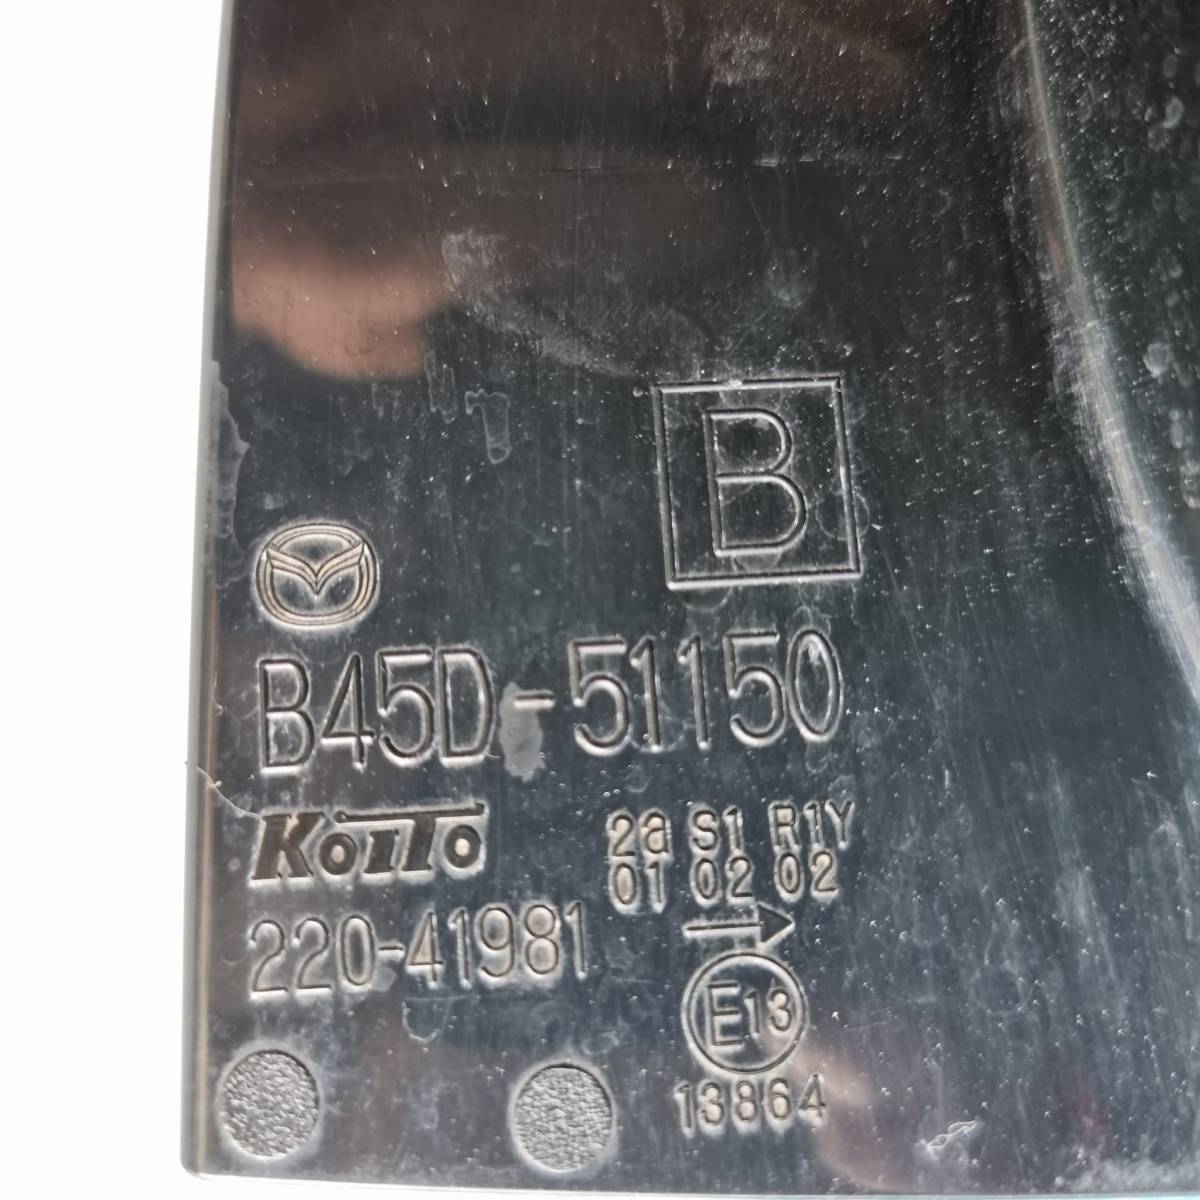 B
B45D-51150
KOITO
2a S1 R1Y
01 02 02
220-41981
E13
13864